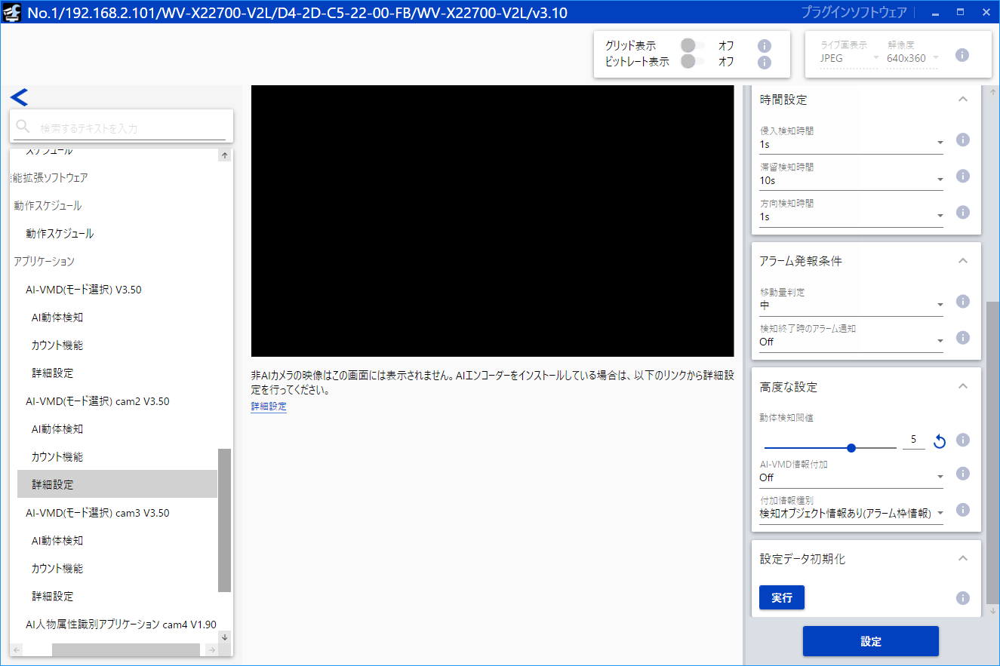 No.1/192.168.2.101/WV-X22700-V2L/D4-2D-C5-22-00-FB/WV-X22700-V2L/v3.10
プラグインソフトウェア
グリッド表示 オフ
ビットレート表示 オフ
ライブ画表示 解像度
JPEG 640x360
検索するテキストを入力
スケジュール
能拡張ソフトウェア
動作スケジュール
動作スケジュール
アプリケーション
AI-VMD(モード選択) V3.50
AI動体検知
カウント機能
詳細設定
AI-VMD(モード選択) cam2 V3.50
AI動体検知
カウント機能
詳細設定
AI-VMD(モード選択) cam3 V3.50
AI動体検知
カウント機能
詳細設定
AI人物属性識別アプリケーション cam4 V1.90
非AIカメラの映像はこの画面には表示されません。AIエンコーダーをインストールしている場合は、以下のリンクから詳細設
定を行ってください。
詳細設定
時間設定
侵入検知時間
1s
滞留検知時間
10s
方向検知時間
1s
アラーム発報条件
移動量判定
中
検知終了時のアラーム通知
Off
高度な設定
動体検知閾値
5
AI-VMD情報付加
Off
付加情報種別
検知オブジェクト情報あり(アラーム枠情報)
設定データ初期化
実行
設定